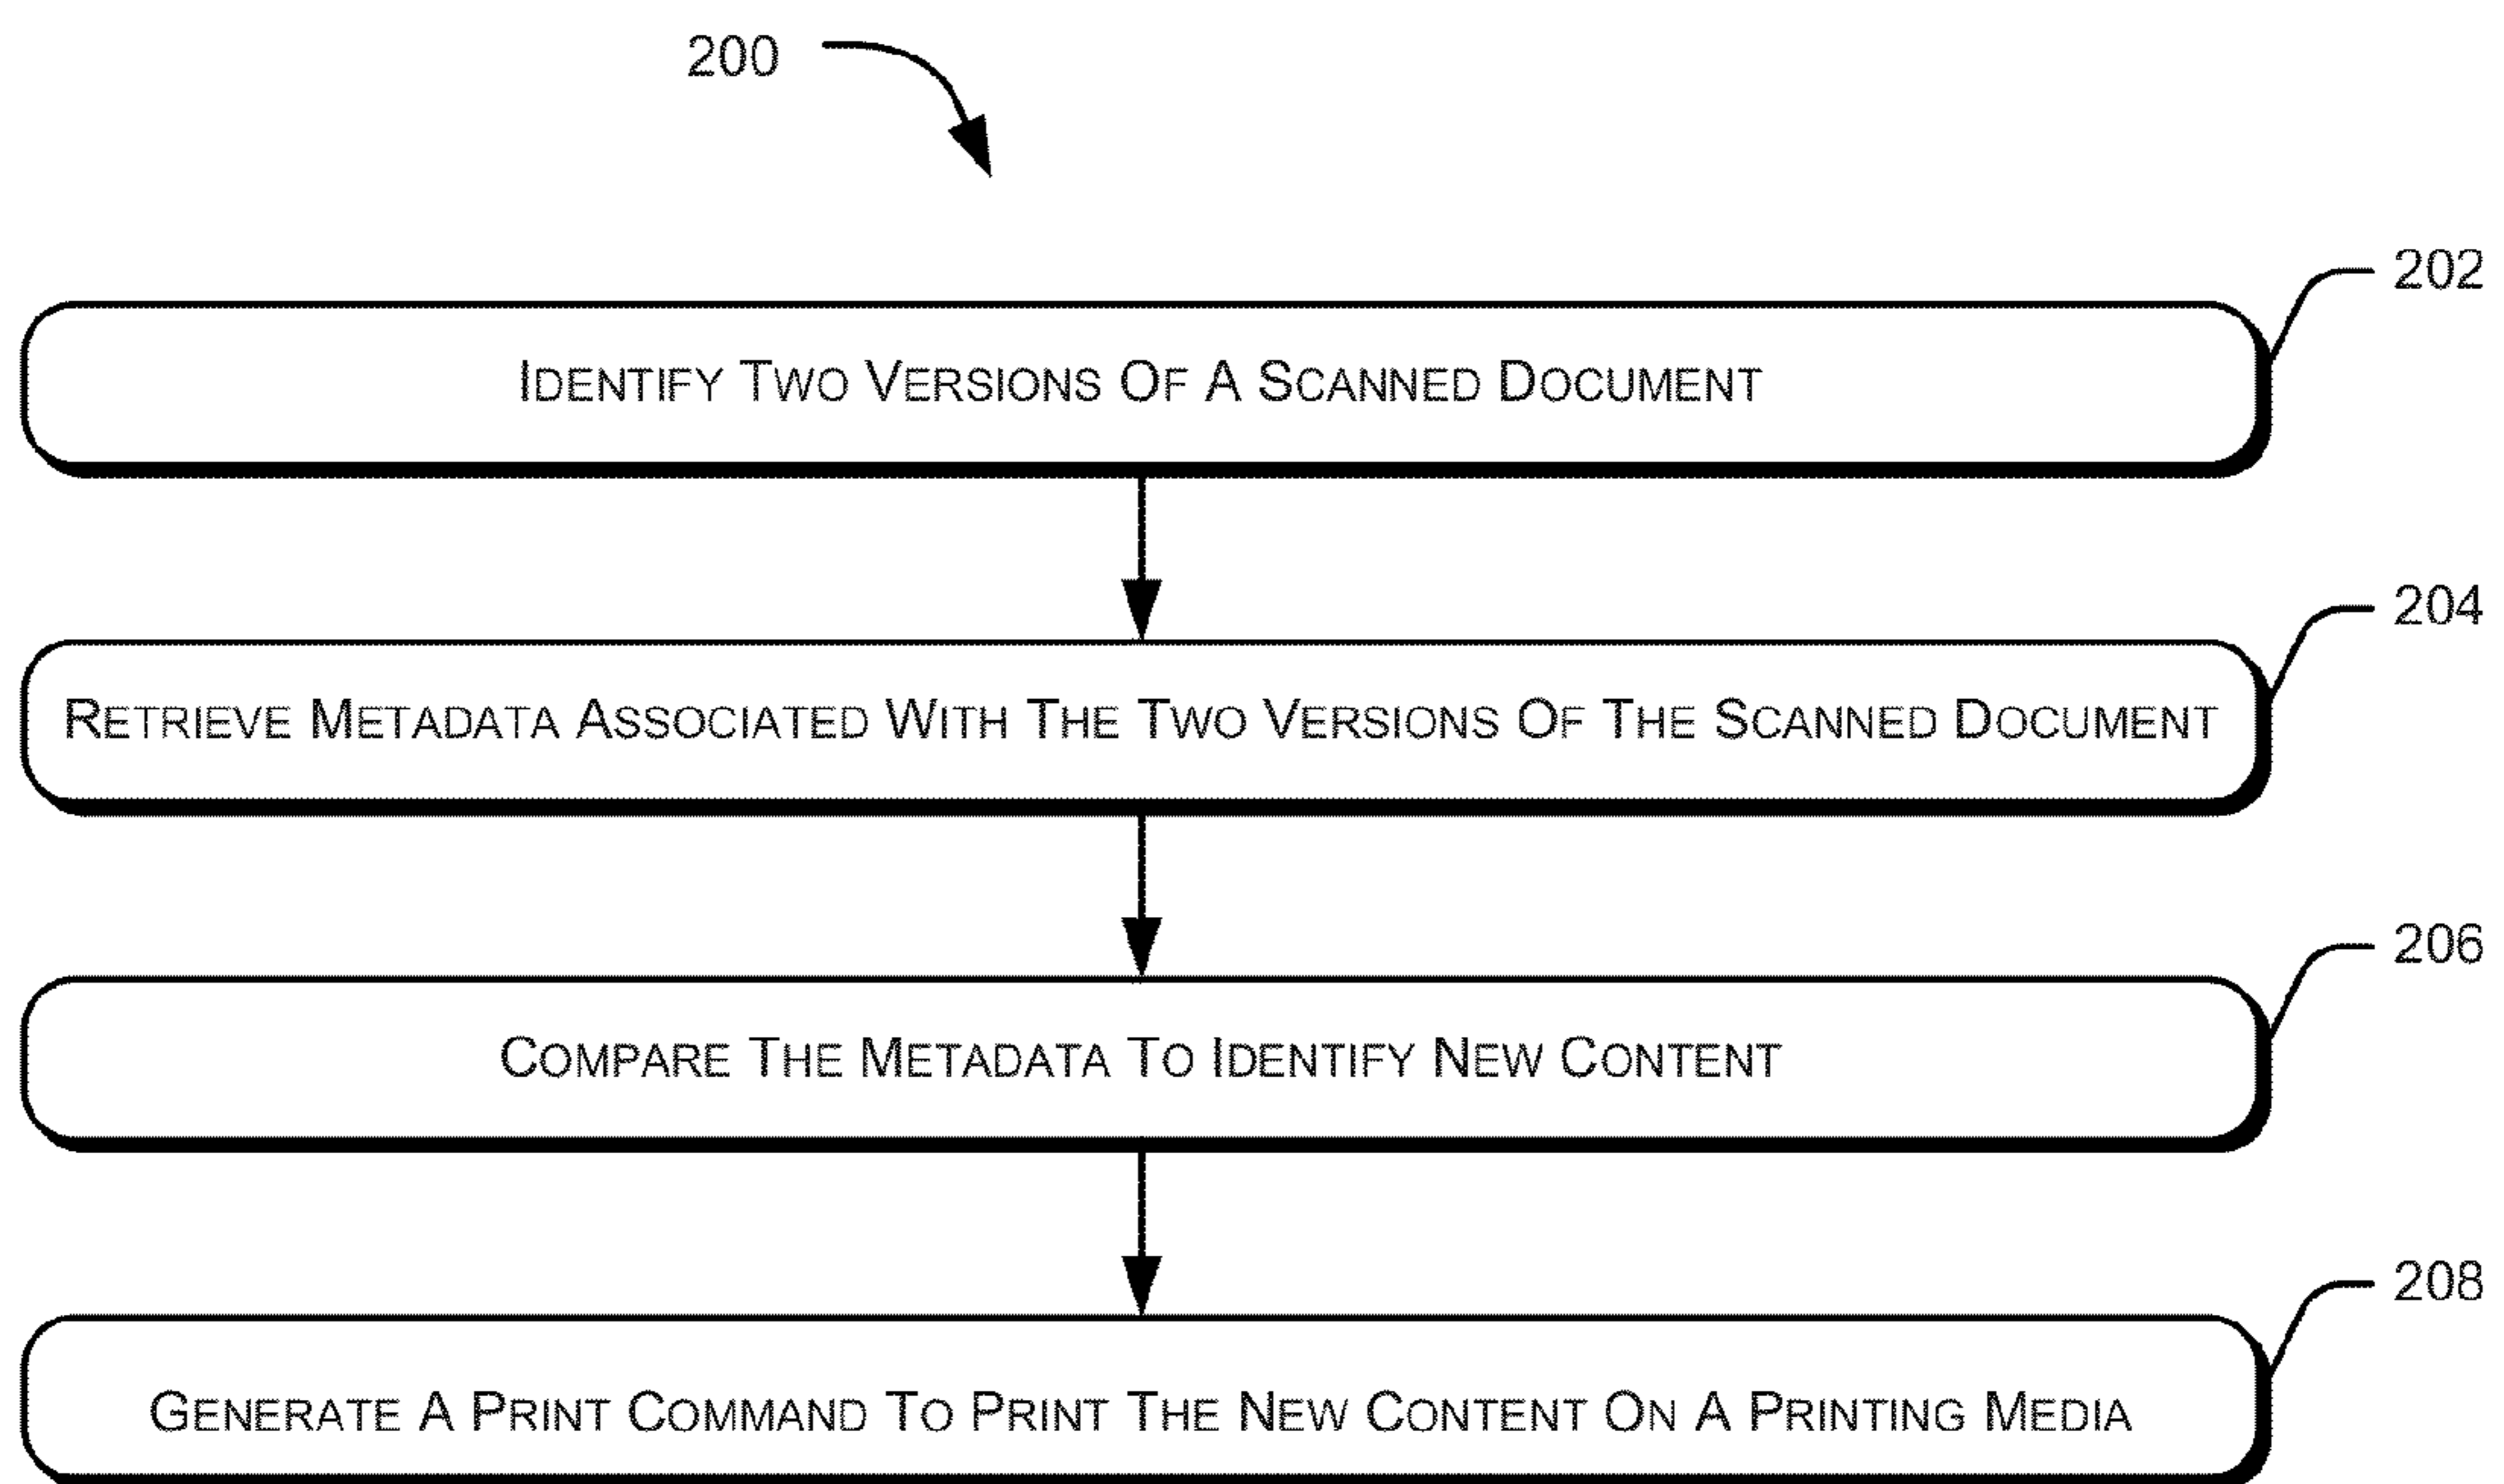 200
202
IDENTIFY TWO VERSIONS OF A SCANNED DOCUMENT
204
RETRIEVE METADATA ASSOCIATED WITH THE TWO VERSIONS OF THE SCANNED DOCUMENT
206
COMPARE THE METADATA TO IDENTIFY NEW CONTENT
208
GENERATE A PRINT COMMAND TO PRINT THE NEW CONTENT ON A PRINTING MEDIA